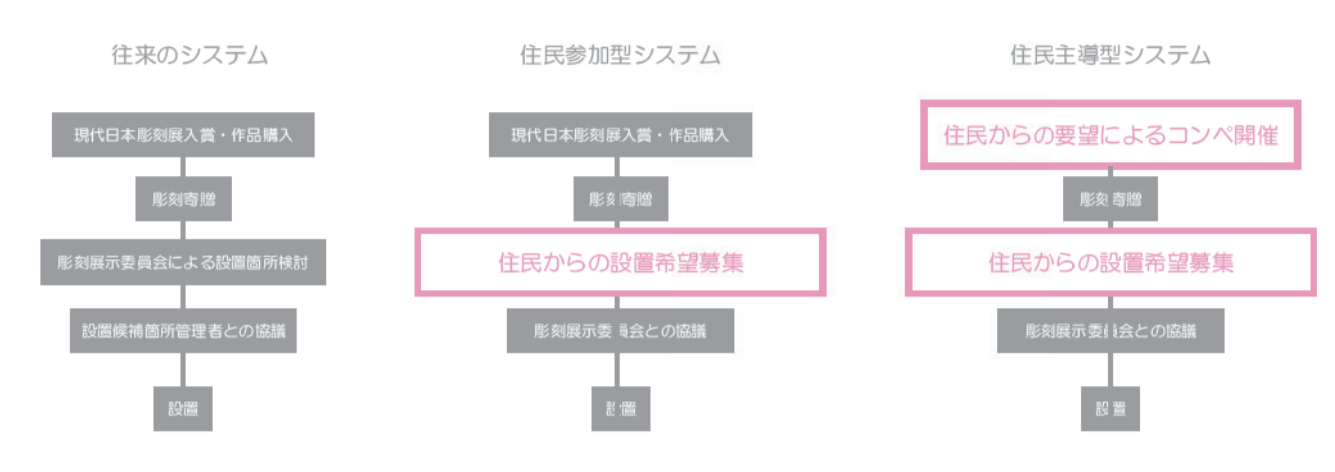 往来のシステム
現代日本彫刻展入賞・作品購入
彫刻寄贈
彫刻展示委員会による設置箇所検討
設置候補箇所管理者との協議
設置
住民参加型システム
現代日本彫刻展入賞・作品購入
彫刻寄贈
住民からの設置希望募集
彫刻展示委員会との協議
設置
住民主導型システム
住民からの要望によるコンペ開催
彫刻寄贈
住民からの設置希望募集
彫刻展示委員会との協議
設置